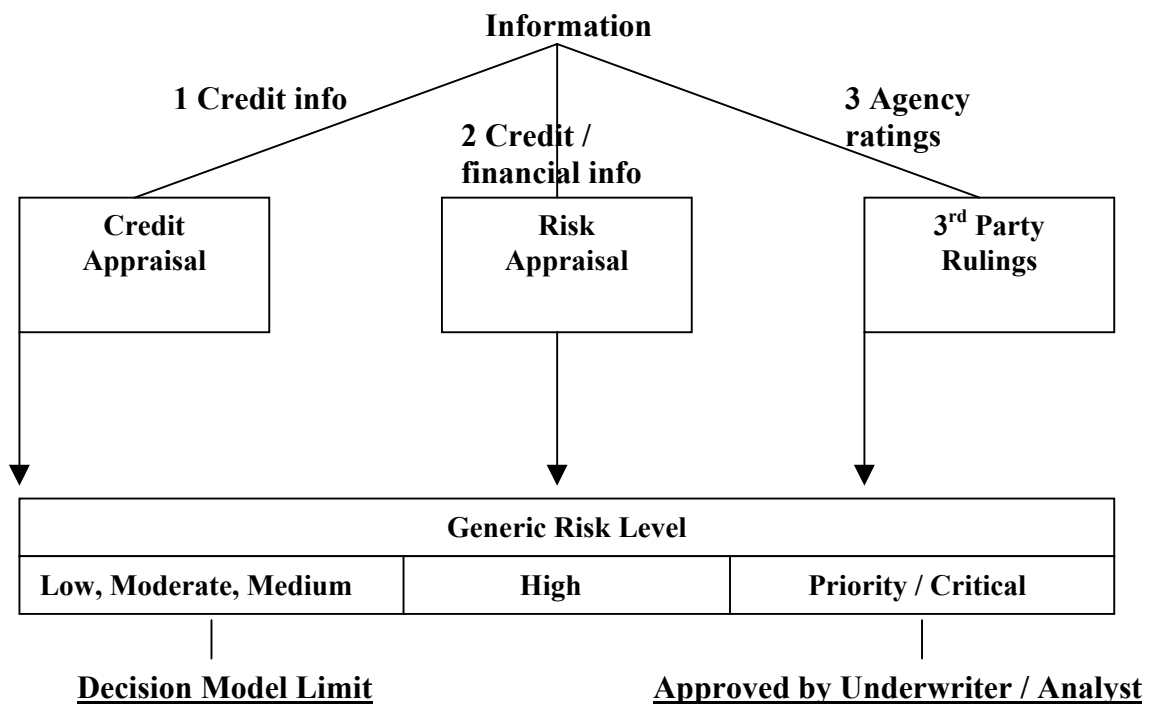 Information
1 Credit info
3 Agency
ratings
2 Credit /
financial info
Credit
Appraisal
Risk
Appraisal
3rd Party
Rulings
Generic Risk Level
Low, Moderate, Medium
High
Priority / Critical
Decision Model Limit
Approved by Underwriter / Analyst